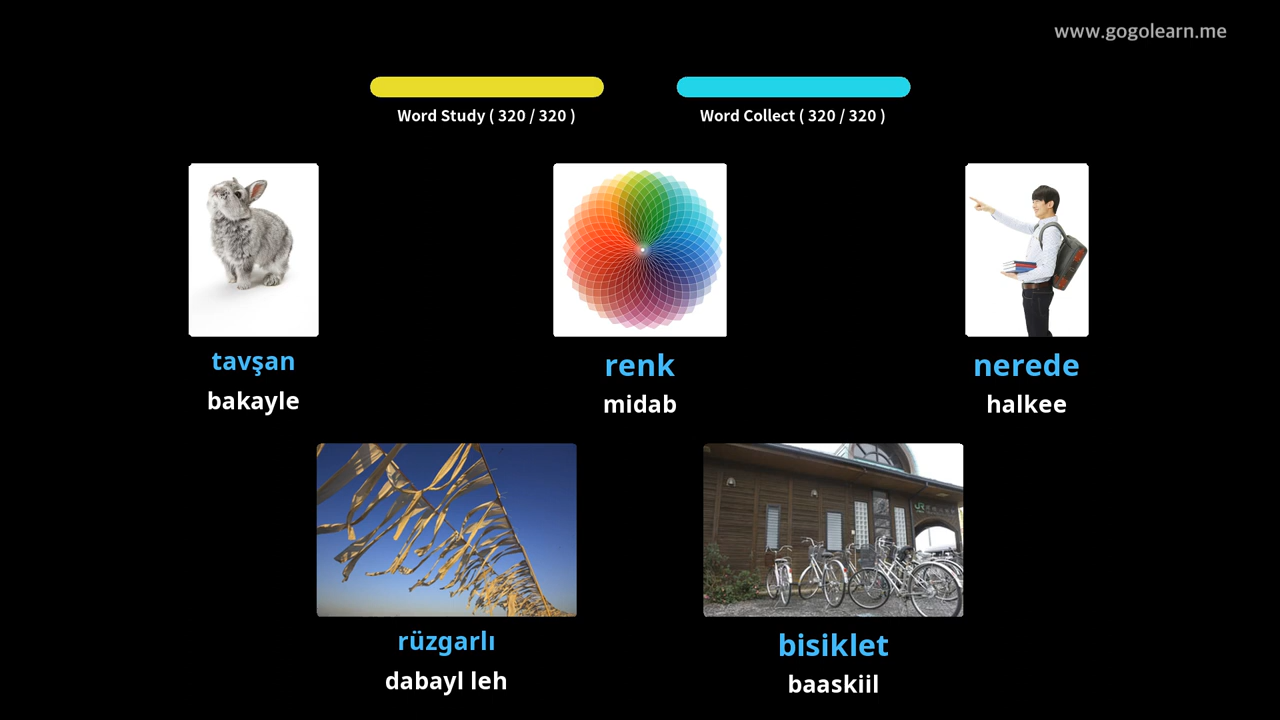 www.gogolearn.me
Word Study ( 320 / 320 )
Word Collect ( 320 / 320 )
tavşan
bakayle
renk
midab
nerede
halkee
rüzgarlı
dabayl leh
bisiklet
baaskiil